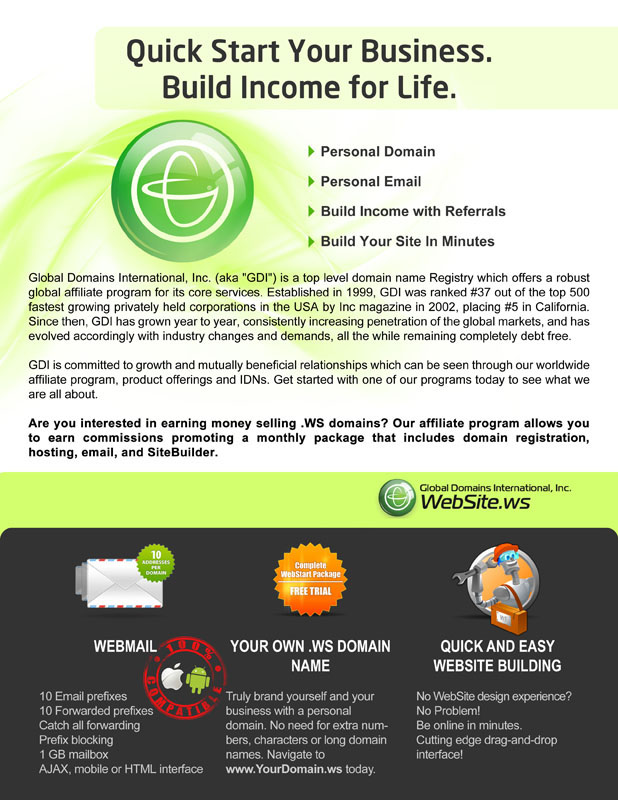 Quick Start Your Business.
Build Income for Life.
Personal Domain
Personal Email
Build Income with Referrals
Build Your Site In Minutes
Global Domains International, Inc. (aka "GDI") is a top level domain name Registry which offers a robust
global affiliate program for its core services. Established in 1999, GDI was ranked #37 out of the top 500
fastest growing privately held corporations in the USA by Inc magazine in 2002, placing #5 in California.
Since then, GDI has grown year to year, consistently increasing penetration of the global markets, and has
evolved accordingly with industry changes and demands, all the while remaining completely debt free.
GDI is committed to growth and mutually beneficial relationships which can be seen through our worldwide
affiliate program, product offerings and IDNs. Get started with one of our programs today to see what we
are all about.
Are you interested in earning money selling .WS domains? Our affiliate program allows you
to earn commissions promoting a monthly package that includes domain registration,
hosting, email, and SiteBuilder.
Global Domains International, Inc.
WebSite.ws
10
ADDRESSES
PER
DOMAIN
WEBMAIL
100%
COMPATIBLE
10 Email prefixes
10 Forwarded prefixes
Catch all forwarding
Prefix blocking
1 GB mailbox
AJAX, mobile or HTML interface
Complete
WebStart Package
FREE TRIAL
YOUR OWN .WS DOMAIN
NAME
Truly brand yourself and your
business with a personal
domain. No need for extra num-
bers, characters or long domain
names. Navigate to
www.YourDomain.ws today.
QUICK AND EASY
WEBSITE BUILDING
No WebSite design experience?
No Problem!
Be online in minutes.
Cutting edge drag-and-drop
interface!